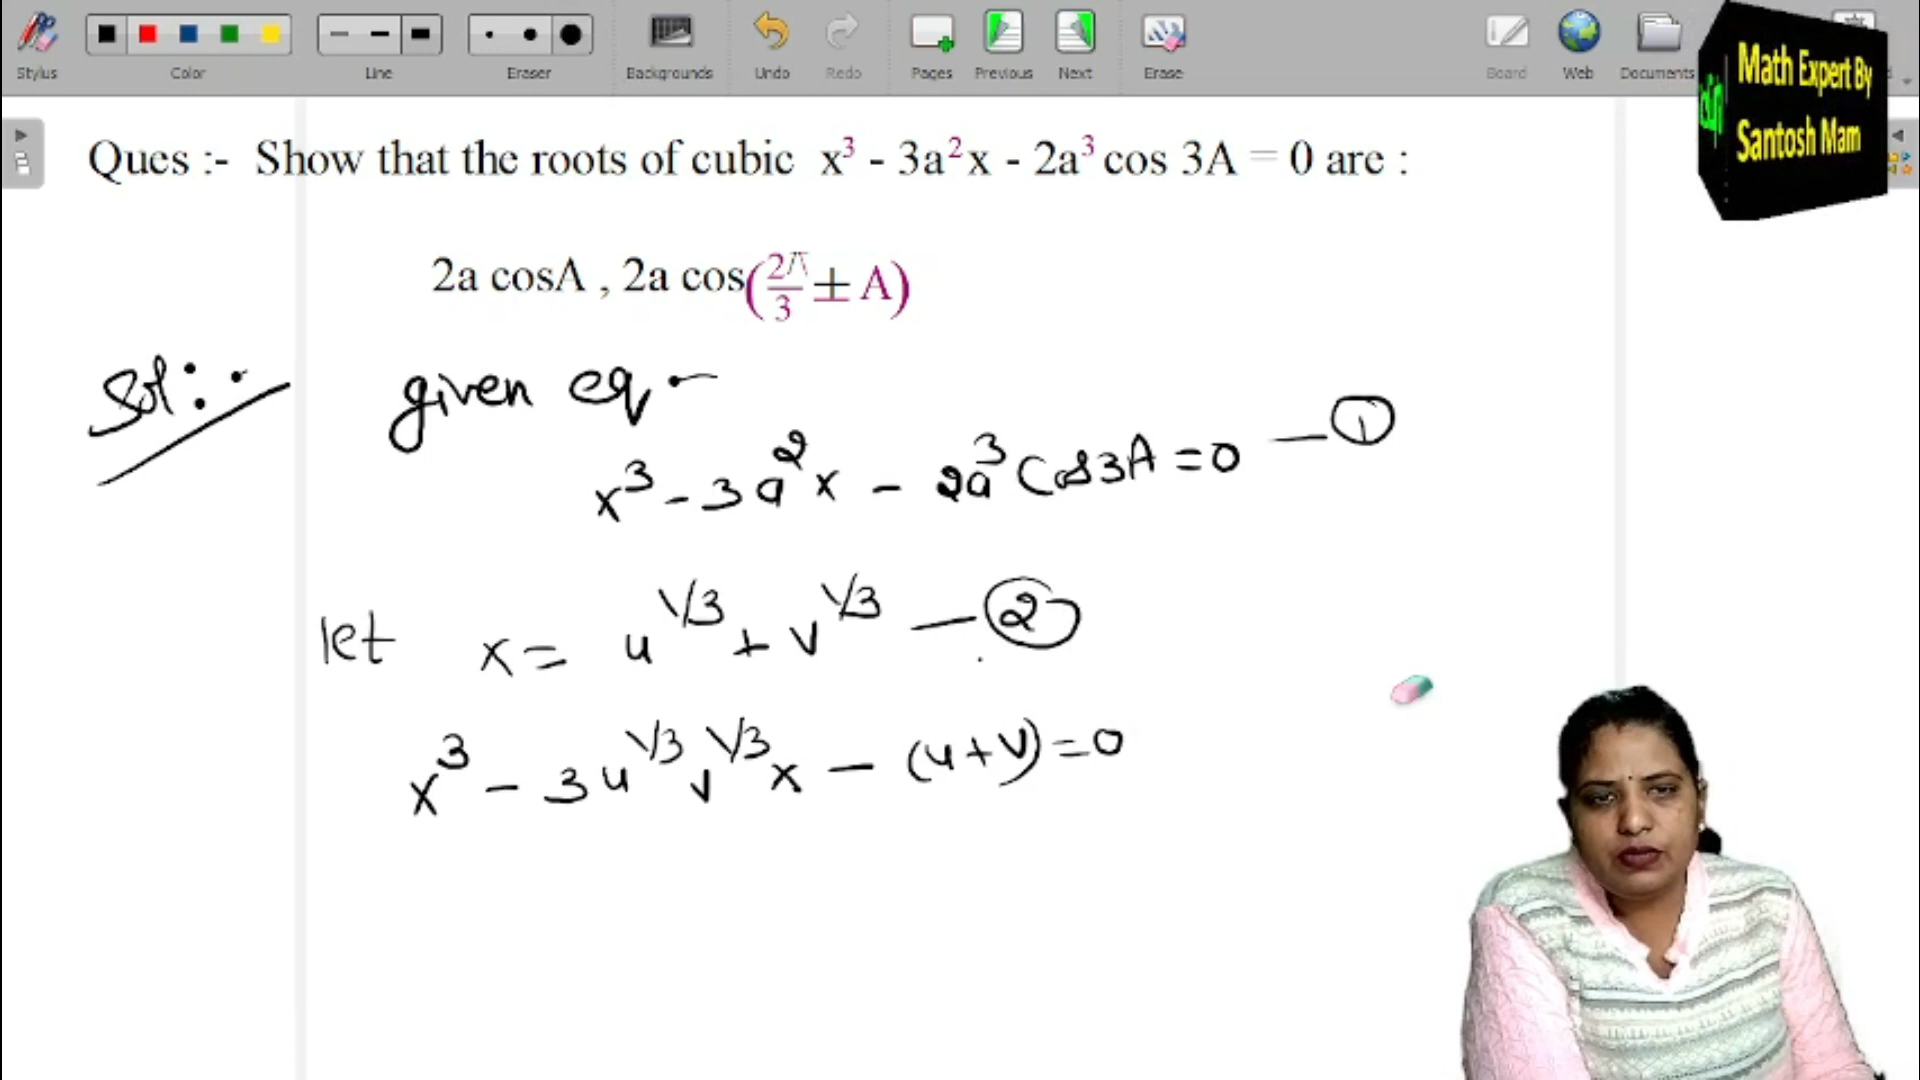 Stylus Color Line Eraser Backgrounds Undo Redo Pages Previous Next Erase Board Web Documents
Math Expert By
Santosh Mam
Ques :- Show that the roots of cubic x³ - 3a²x - 2a³ cos 3A = 0 are :
2a cosA , 2a cos(2π/3 ± A)
Sol:-
given eq -
x³ - 3a²x - 2a³ Cos3A = 0 — ①
let x = u^1/3 + v^1/3 — ②
x³ - 3u^1/3 v^1/3 x - (u+v) = 0